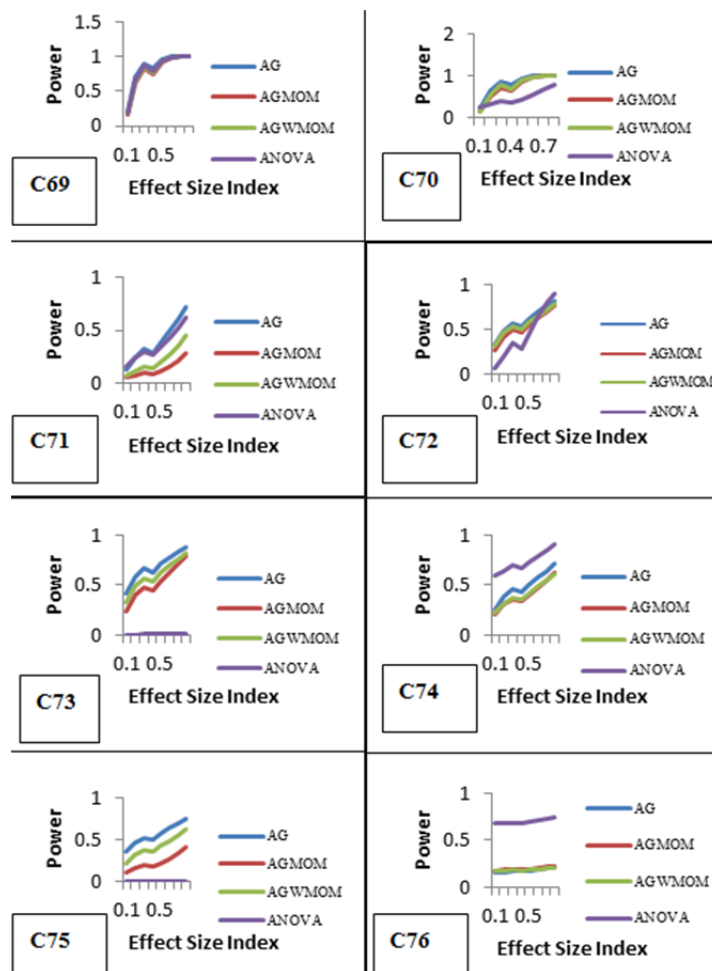 1.5
1
0.5
0
Power
0.1 0.5
Effect Size Index
AG
AGMOM
AGWMOM
ANOVA
C69
2
1
0
Power
0.1 0.4 0.7
Effect Size Index
AG
AGMOM
AGWMOM
ANOVA
C70
1
0.5
0
Power
0.1 0.5
Effect Size Index
AG
AGMOM
AGWMOM
ANOVA
C71
1
0.5
0
Power
0.1 0.5
Effect Size Index
AG
AGMOM
AGWMOM
ANOVA
C72
1
0.5
0
Power
0.1 0.5
Effect Size Index
AG
AGMOM
AGWMOM
ANOVA
C73
1
0.5
0
Power
0.1 0.5
Effect Size Index
AG
AGMOM
AGWMOM
ANOVA
C74
1
0.5
0
Power
0.1 0.5
Effect Size Index
AG
AGMOM
AGWMOM
ANOVA
C75
1
0.5
0
Power
0.1 0.5
Effect Size Index
AG
AGMOM
AGWMOM
ANOVA
C76